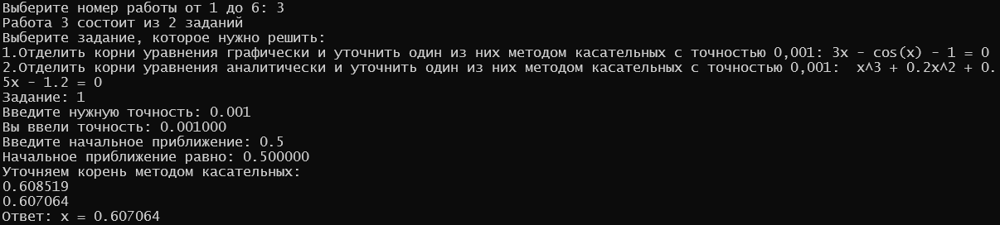 Выберите номер работы от 1 до 6: 3
Работа 3 состоит из 2 заданий
Выберите задание, которое нужно решить:
1.Отделить корни уравнения графически и уточнить один из них методом касательных с точностью 0,001: 3x - cos(x) - 1 = 0
2.Отделить корни уравнения аналитически и уточнить один из них методом касательных с точностью 0,001:  x^3 + 0.2x^2 + 0.
5x - 1.2 = 0
Задание: 1
Введите нужную точность: 0.001
Вы ввели точность: 0.001000
Введите начальное приближение: 0.5
Начальное приближение равно: 0.500000
Уточняем корень методом касательных:
0.608519
0.607064
Ответ: x = 0.607064